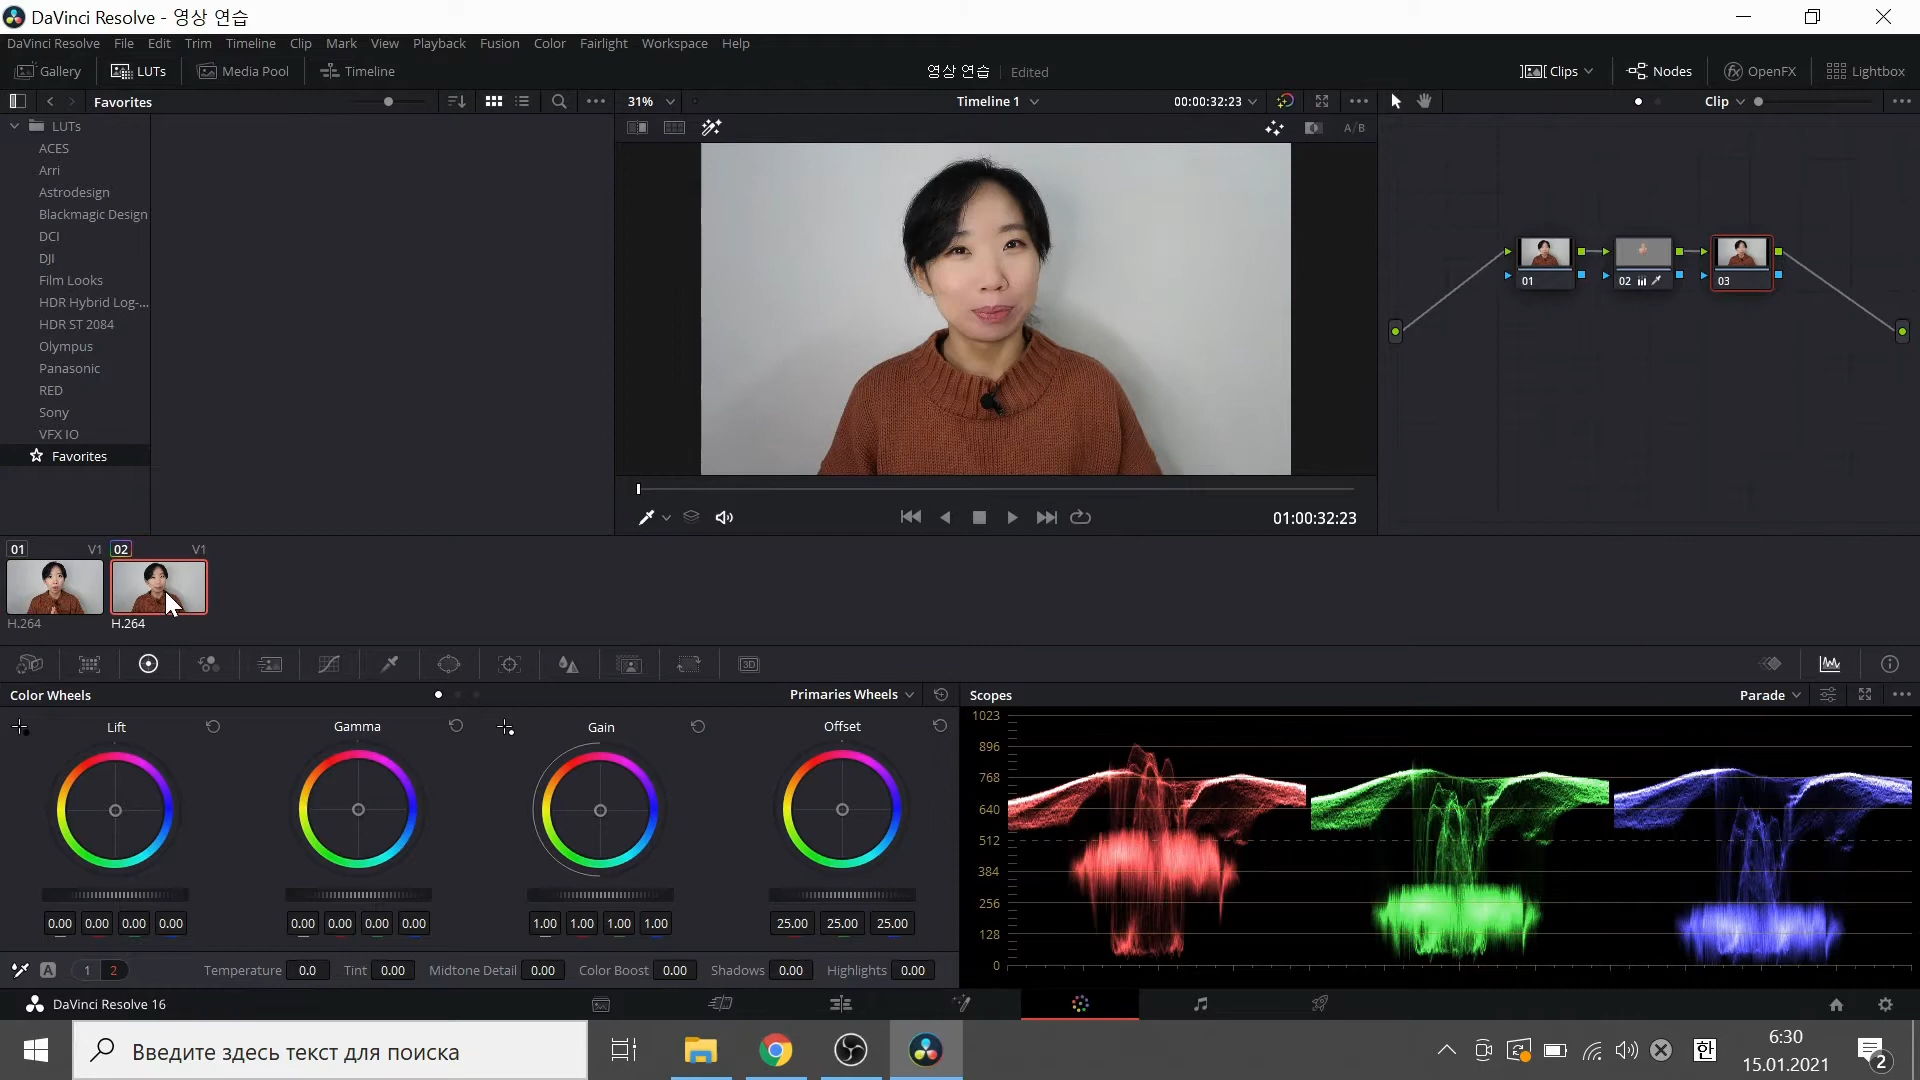 DaVinci Resolve - 영상 연습
DaVinci Resolve File Edit Trim Timeline Clip Mark View Playback Fusion Color Fairlight Workspace Help
Gallery LUTs Media Pool Timeline 영상 연습 Edited Clips Nodes OpenFX Lightbox
Favorites 31% Timeline 1 00:00:32:23 Clip
LUTs
A/B
ACES
Arri
Astrodesign
Blackmagic Design
DCI
DJI
Film Looks
HDR Hybrid Log-...
HDR ST 2084
Olympus
Panasonic
RED
Sony
VFX IO
Favorites
01 02 03
01:00:32:23
01 V1 02 V1
H.264 H.264
3D
Color Wheels Primaries Wheels Scopes Parade
Lift Gamma Gain Offset
1023
896
768
640
512
384
256
128
0
0.00 0.00 0.00 0.00 0.00 0.00 0.00 0.00 1.00 1.00 1.00 1.00 25.00 25.00 25.00
A 1 2 Temperature 0.0 Tint 0.00 Midtone Detail 0.00 Color Boost 0.00 Shadows 0.00 Highlights 0.00
DaVinci Resolve 16
Введите здесь текст для поиска
한
6:30
15.01.2021
2